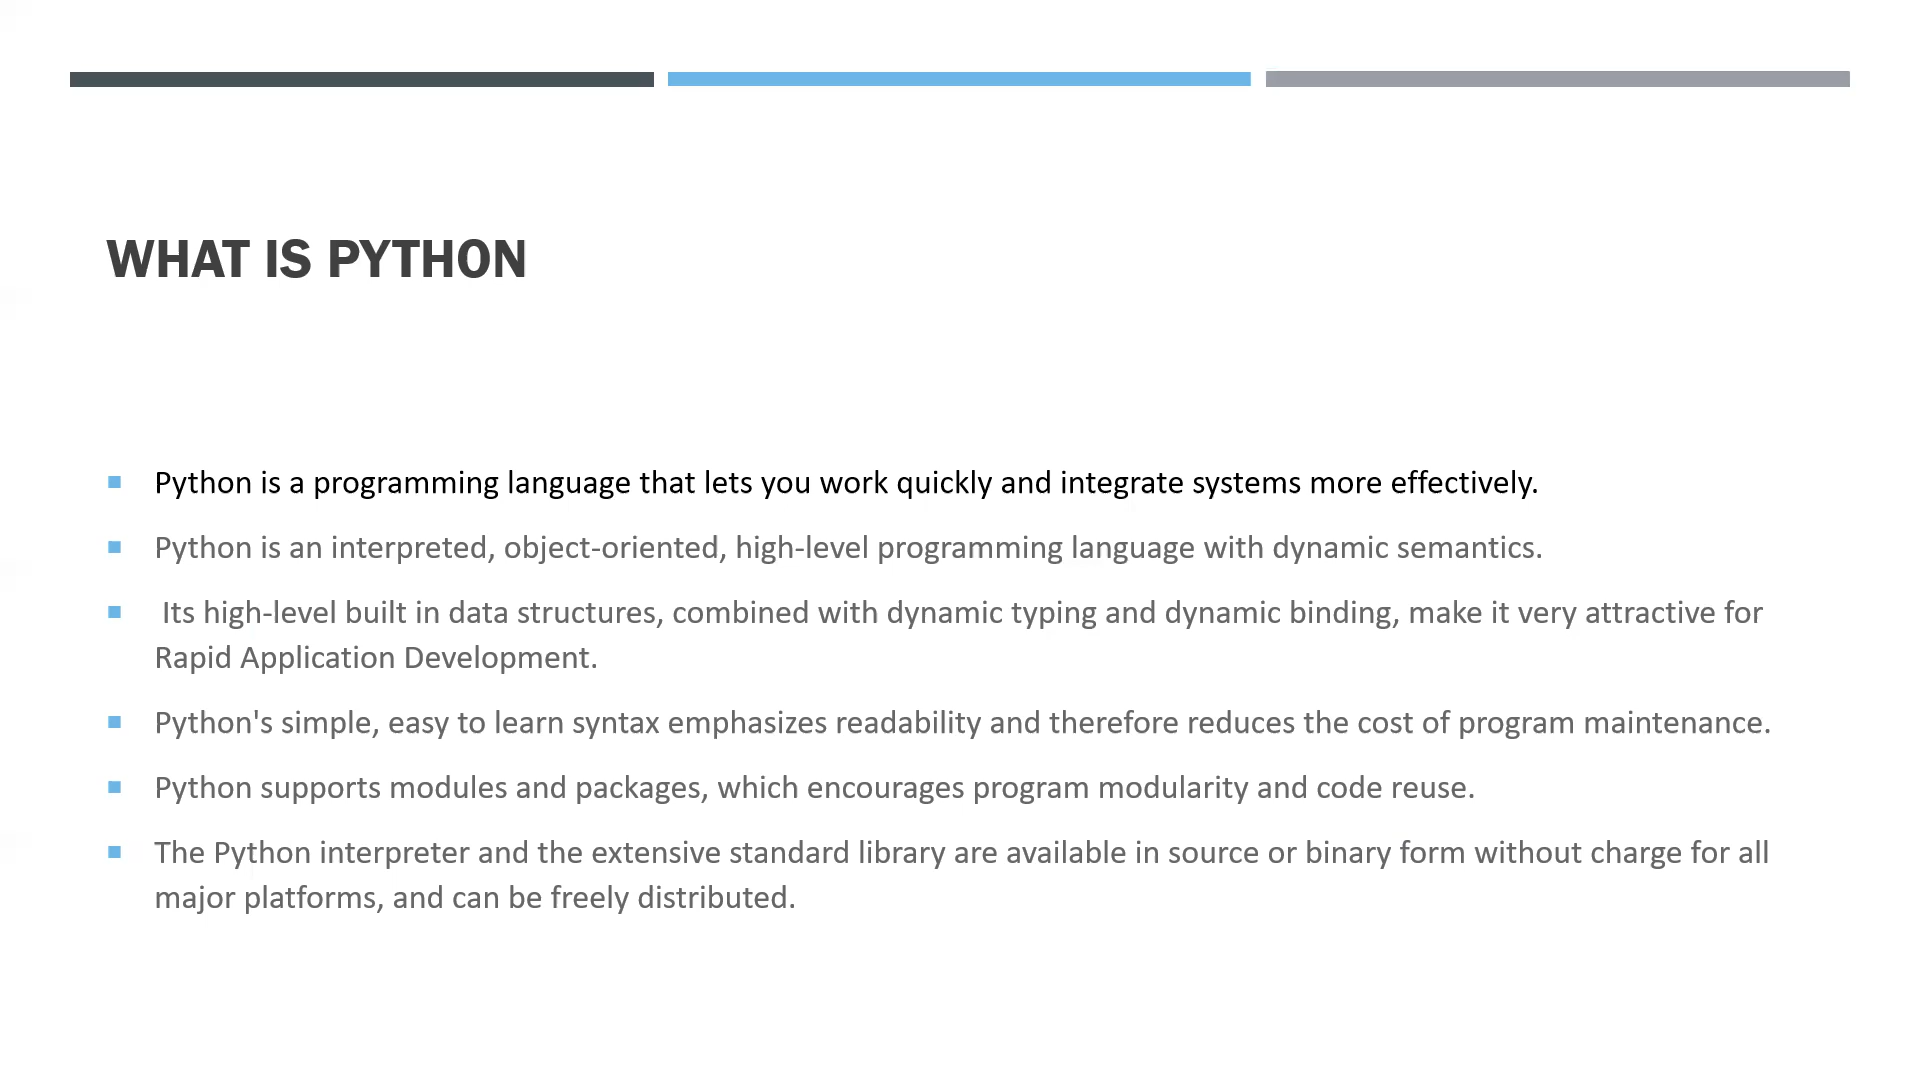 WHAT IS PYTHON
Python is a programming language that lets you work quickly and integrate systems more effectively.
Python is an interpreted, object-oriented, high-level programming language with dynamic semantics.
Its high-level built in data structures, combined with dynamic typing and dynamic binding, make it very attractive for
Rapid Application Development.
Python's simple, easy to learn syntax emphasizes readability and therefore reduces the cost of program maintenance.
Python supports modules and packages, which encourages program modularity and code reuse.
The Python interpreter and the extensive standard library are available in source or binary form without charge for all
major platforms, and can be freely distributed.